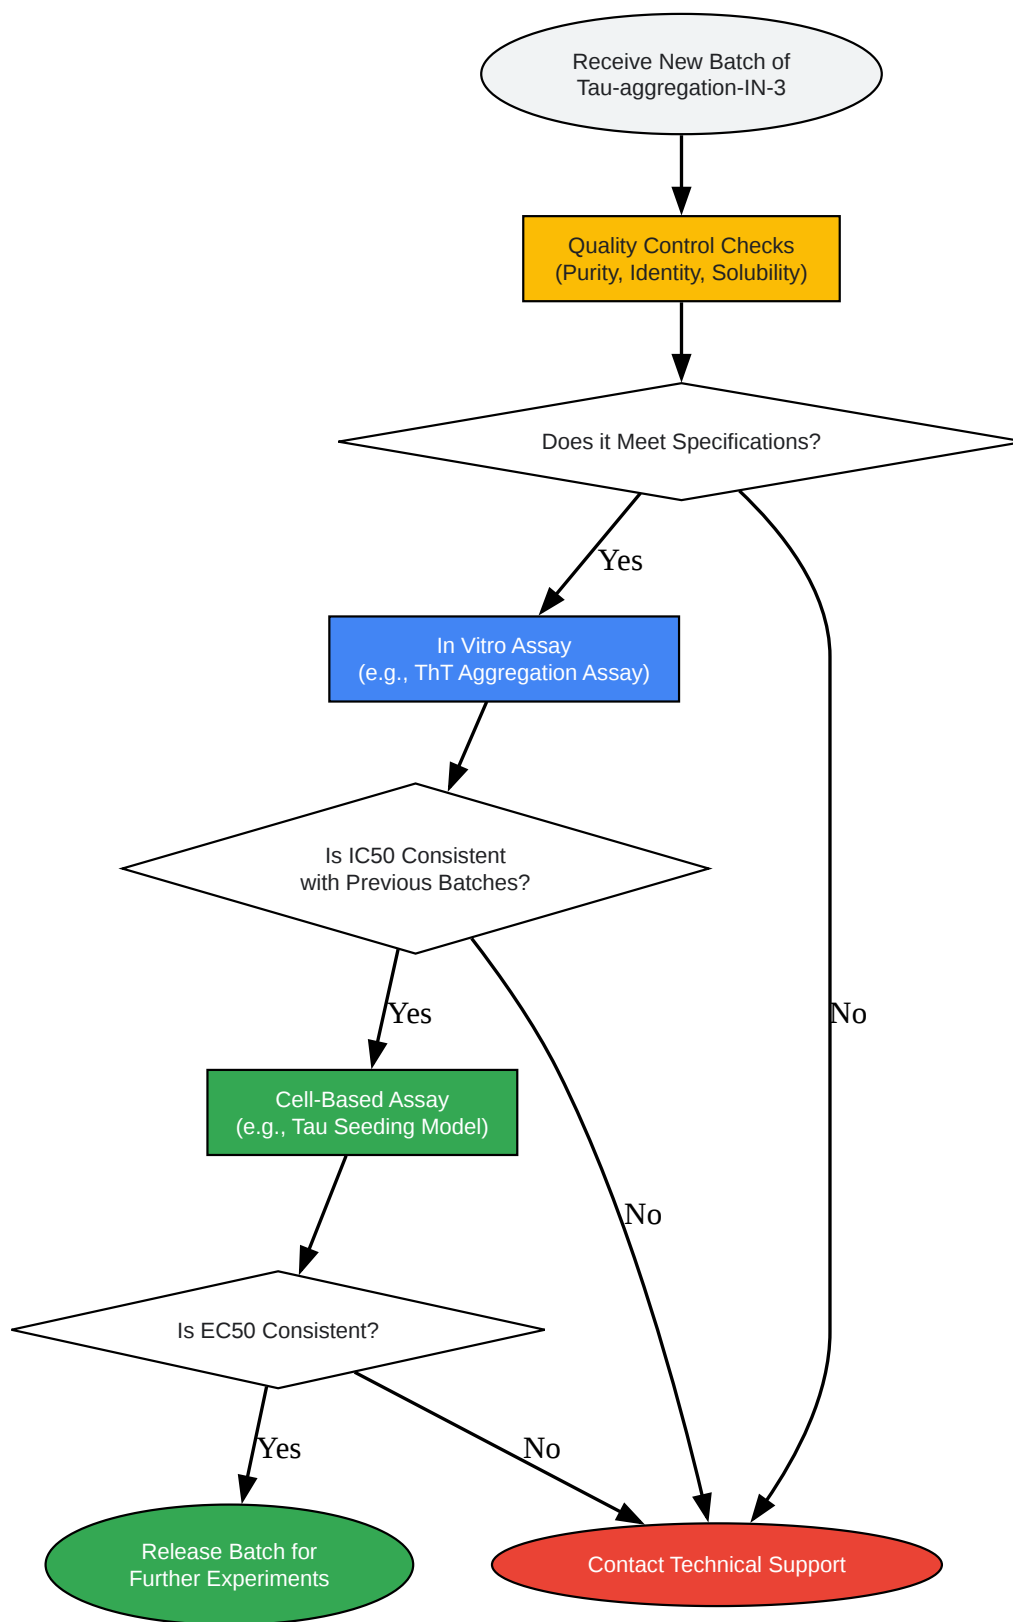 Receive New Batch of
Tau-aggregation-IN-3
Quality Control Checks
(Purity, Identity, Solubility)
Does it Meet Specifications?
Yes
In Vitro Assay
(e.g., ThT Aggregation Assay)
Is IC50 Consistent
with Previous Batches?
Yes
No
Cell-Based Assay
(e.g., Tau Seeding Model)
No
Is EC50 Consistent?
Yes
No
Release Batch for
Further Experiments
Contact Technical Support